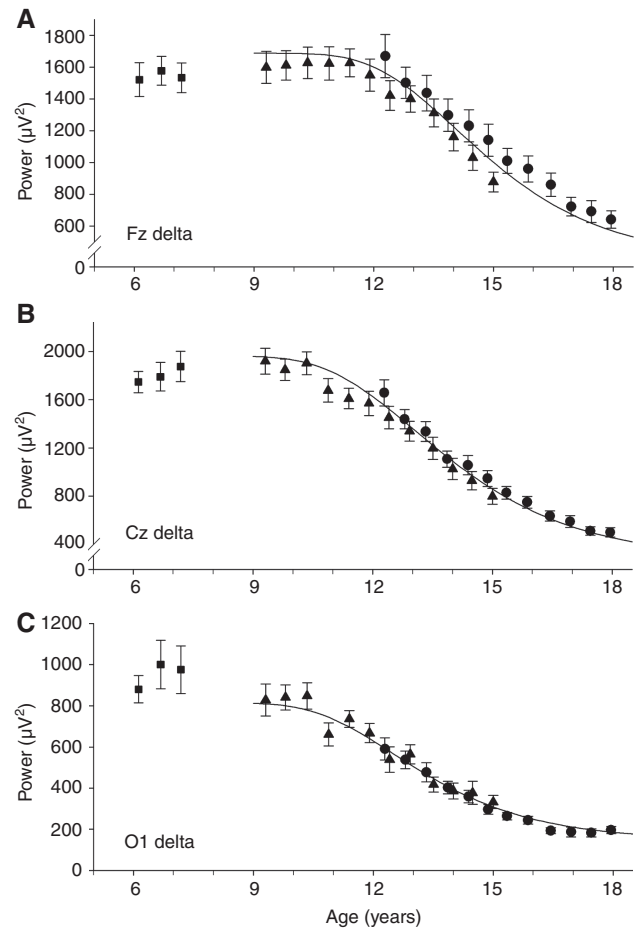 A
1800
1600
1400
1200
1000
800
600
0
Power (µV²)
Fz delta
6 9 12 15 18
B
2000
1600
1200
800
400
0
Power (µV²)
Cz delta
6 9 12 15 18
C
1200
1000
800
600
400
200
0
Power (µV²)
O1 delta
6 9 12 15 18
Age (years)